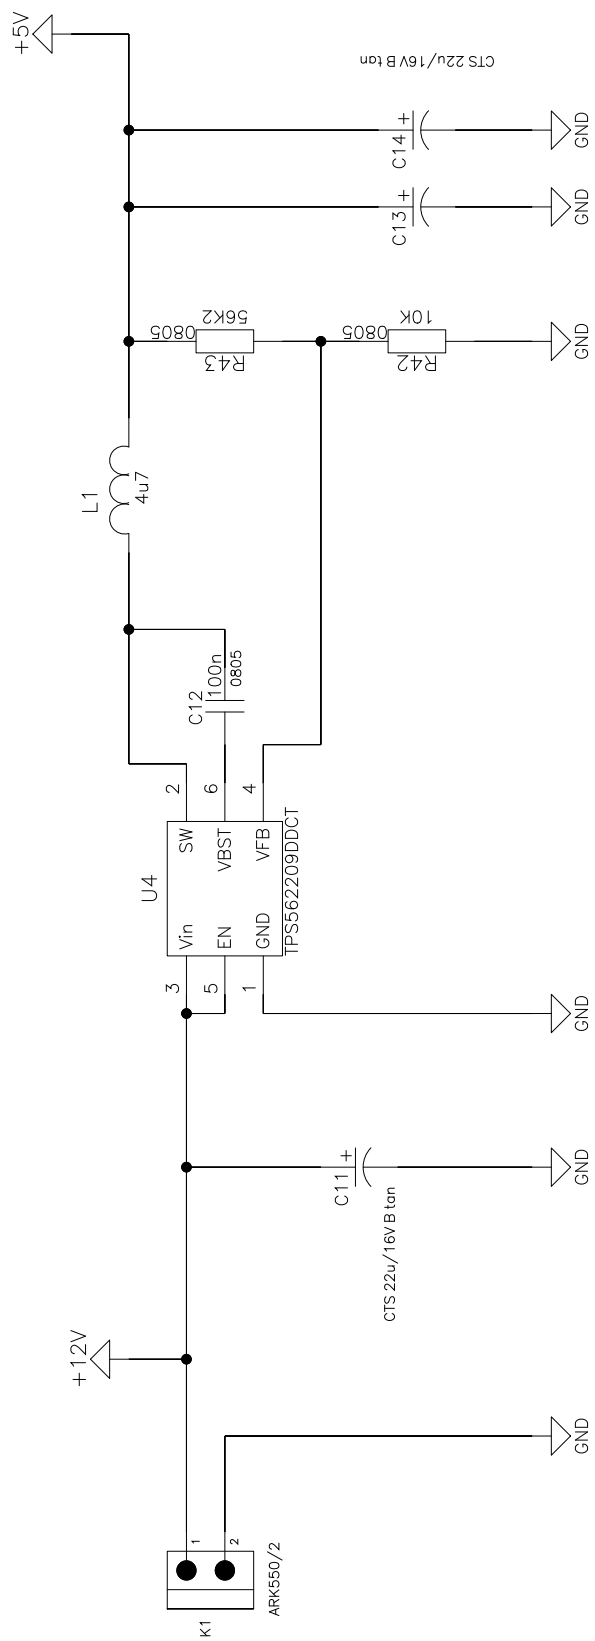 +5V
CTS 22u/16V B tan
C14
+
GND
C13
+
GND
56K2
0805
R43
10K
0805
R42
GND
L1
4u7
C12
100n
0805
2
6
4
U4
SW
VBST
VFB
Vin
EN
GND
TPS562209DDCT
3
5
1
GND
C11
+
CTS 22u/16V B tan
GND
+12V
GND
1
2
K1
ARK550/2